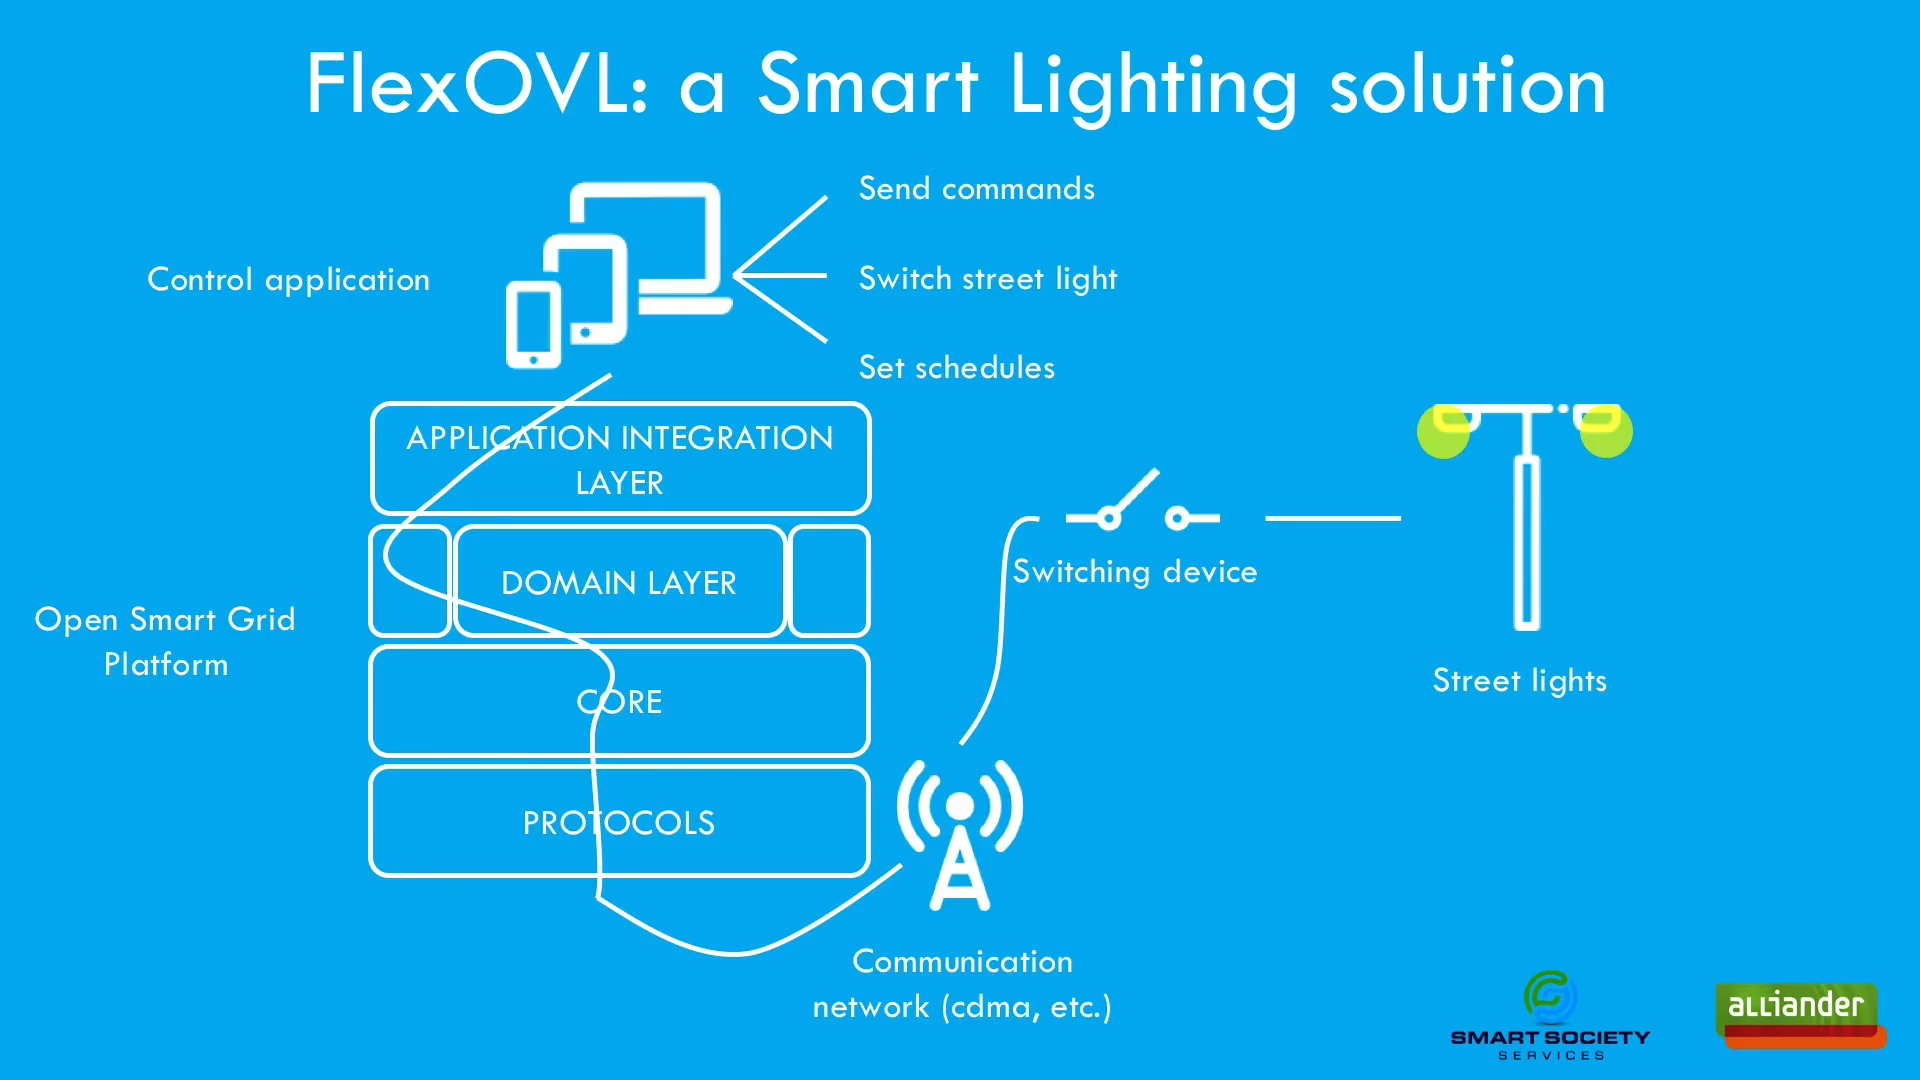 FlexOVL: a Smart Lighting solution
Send commands
Control application
Switch street light
Set schedules
APPLICATION INTEGRATION
LAYER
DOMAIN LAYER
Switching device
Open Smart Grid
Platform
CORE
Street lights
PROTOCOLS
Communication
network (cdma, etc.)
SMART SOCIETY
SERVICES
alliander